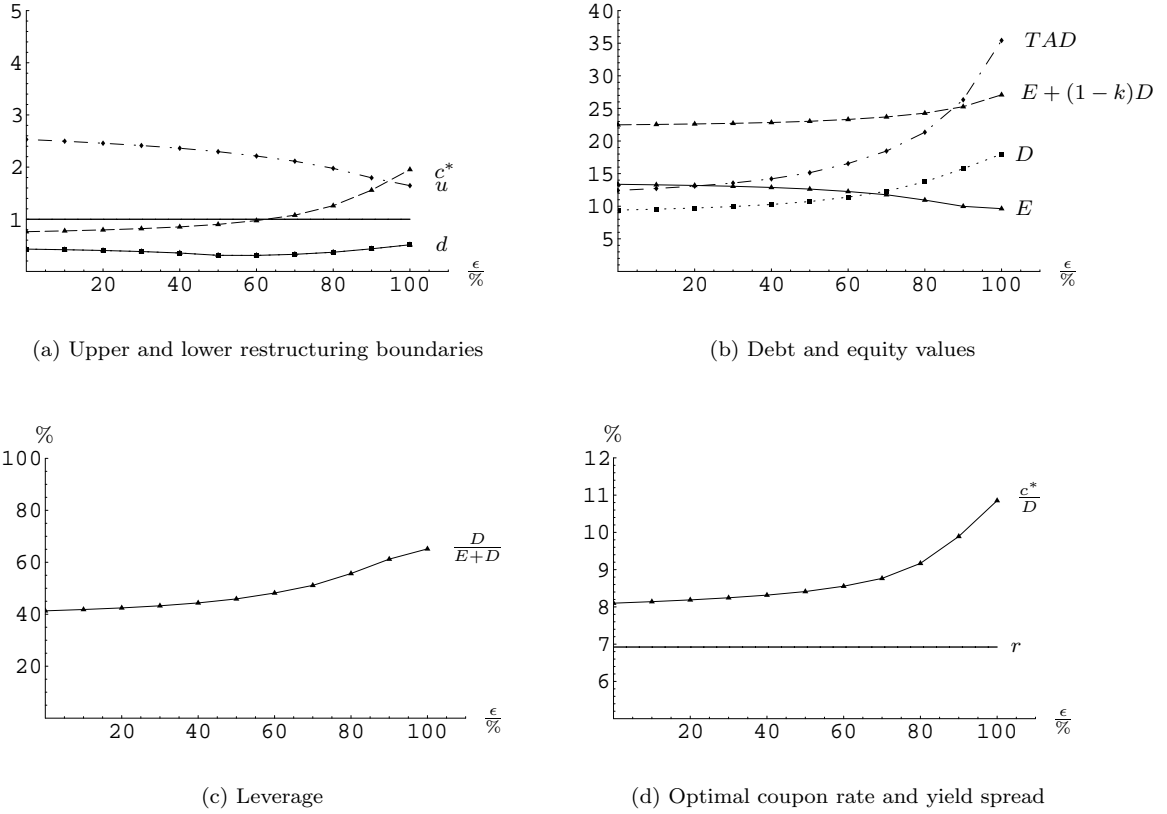 5
4
3
2
1
c*
u
d
20 40 60 80 100
ϵ/%
(a) Upper and lower restructuring boundaries
40
35
30
25
20
15
10
5
TAD
E + (1 − k)D
D
E
20 40 60 80 100
ϵ/%
(b) Debt and equity values
%
100
80
60
40
20
D/E+D
20 40 60 80 100
ϵ/%
(c) Leverage
%
12
11
10
9
8
7
6
c*/D
r
20 40 60 80 100
ϵ/%
(d) Optimal coupon rate and yield spread